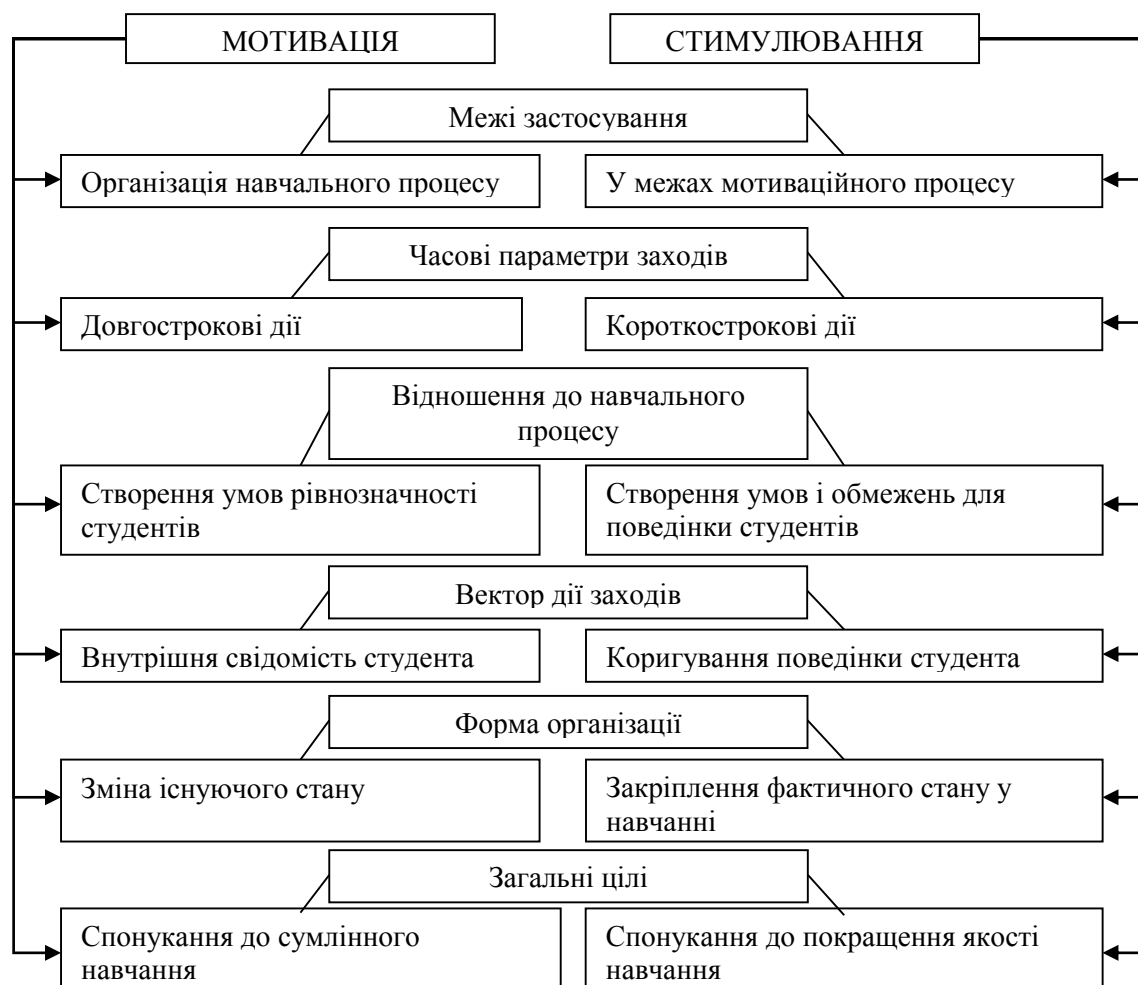 МОТИВАЦІЯ
СТИМУЛЮВАННЯ
Межі застосування
Організація навчального процесу
У межах мотиваційного процесу
Часові параметри заходів
Довгострокові дії
Короткострокові дії
Відношення до навчального
процесу
Створення умов рівнозначності
студентів
Створення умов і обмежень для
поведінки студентів
Вектор дії заходів
Внутрішня свідомість студента
Коригування поведінки студента
Форма організації
Зміна існуючого стану
Закріплення фактичного стану у
навчанні
Загальні цілі
Спонукання до сумлінного
навчання
Спонукання до покращення якості
навчання